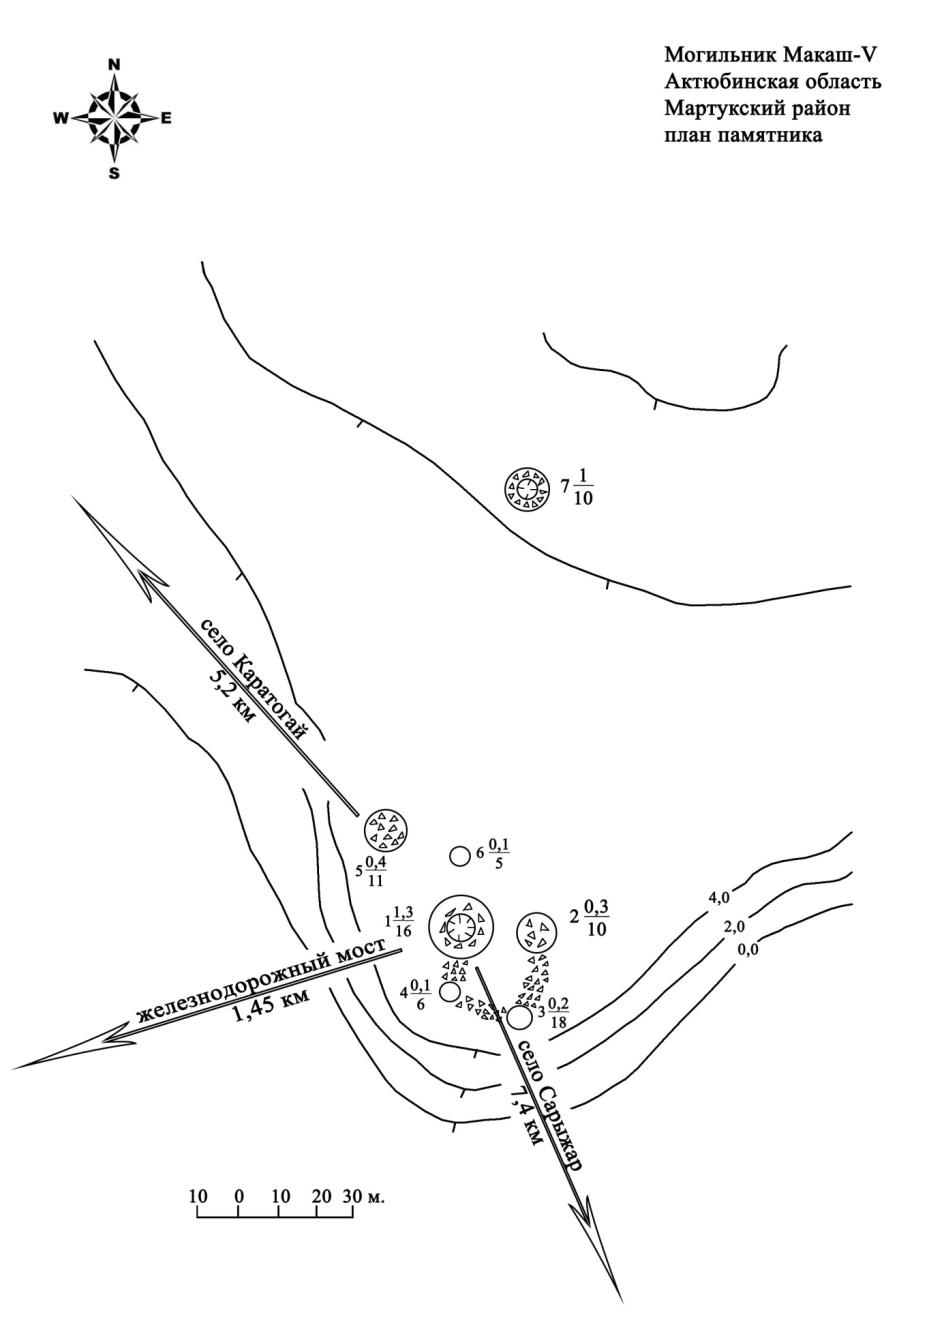 N
W E
S
Могильник Макаш-V
Актюбинская область
Мартукский район
план памятника
7 1/10
село Каратогай
5,2 км
5 0,4/11
6 0,1/5
1 1,3/16
2 0,3/10
4,0
2,0
0,0
железнодорожный мост
1,45 км
4 0,1/6
3 0,2/18
село Сарыжар
7,4 км
10 0 10 20 30 м.